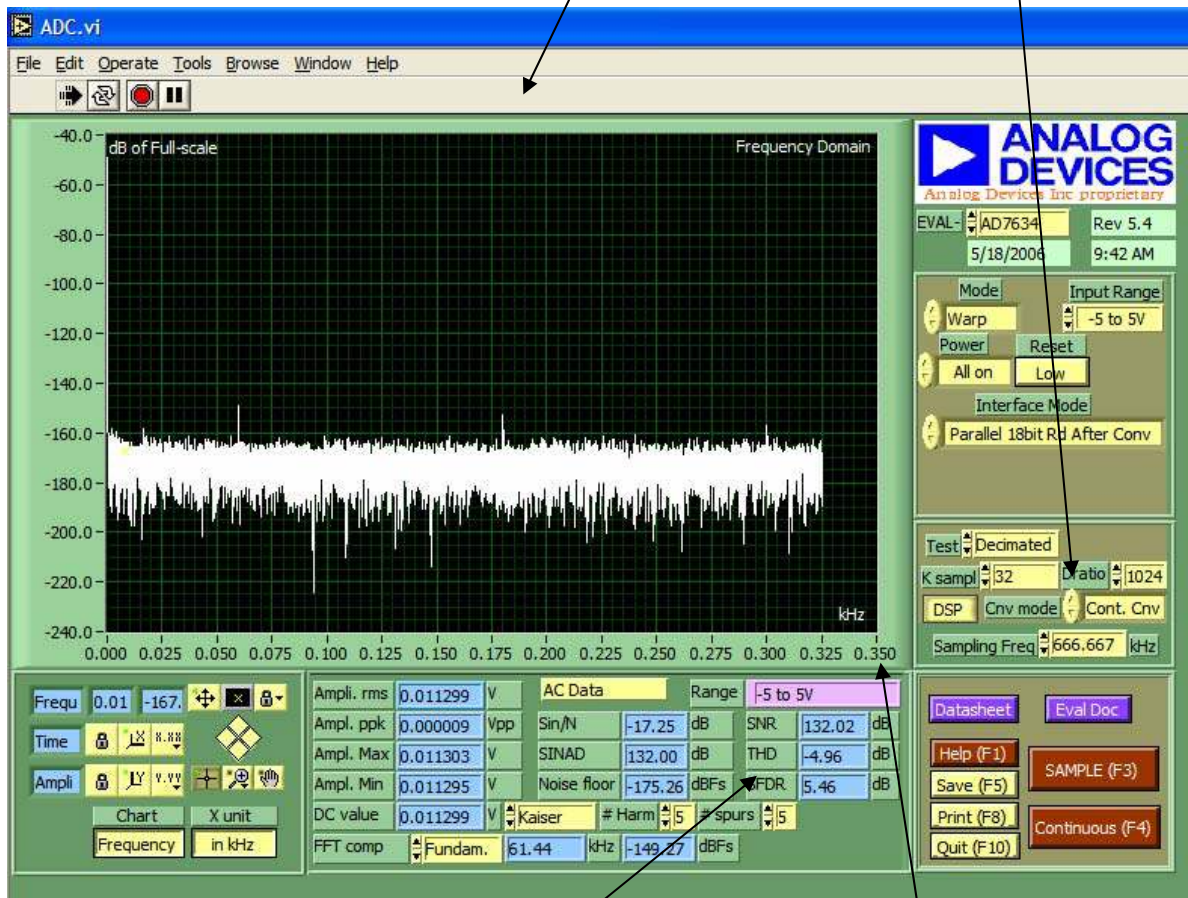 ADC.vi
File Edit Operate Tools Browse Window Help
dB of Full-scale
Frequency Domain
-40.0
-60.0
-80.0
-100.0
-120.0
-140.0
-160.0
-180.0
-200.0
-220.0
-240.0
kHz
0.000 0.025 0.050 0.075 0.100 0.125 0.150 0.175 0.200 0.225 0.250 0.275 0.300 0.325 0.350
ANALOG
DEVICES
Analog Devices Inc proprietary
EVAL- AD7634 Rev 5.4
5/18/2006 9:42 AM
Mode Input Range
Warp -5 to 5V
Power Reset
All on Low
Interface Mode
Parallel 18bit Rd After Conv
Test Decimated
K sampl 32 Dratio 1024
DSP Cnv mode Cont. Cnv
Sampling Freq 666.667 kHz
Frequ 0.01 -167.
Time X X.XX
Ampli Y Y.YY
Chart X unit
Frequency in kHz
Ampli. rms 0.011299 V AC Data Range -5 to 5V
Ampl. ppk 0.000009 Vpp Sin/N -17.25 dB SNR 132.02 dB
Ampl. Max 0.011303 V SINAD 132.00 dB THD -4.96 dB
Ampl. Min 0.011295 V Noise floor -175.26 dBFs SFDR 5.46 dB
DC value 0.011299 V Kaiser # Harm 5 # spurs 5
FFT comp Fundam. 61.44 kHz -149.27 dBFs
Datasheet Eval Doc
Help (F1)
Save (F5)
Print (F8)
Quit (F10)
SAMPLE (F3)
Continuous (F4)